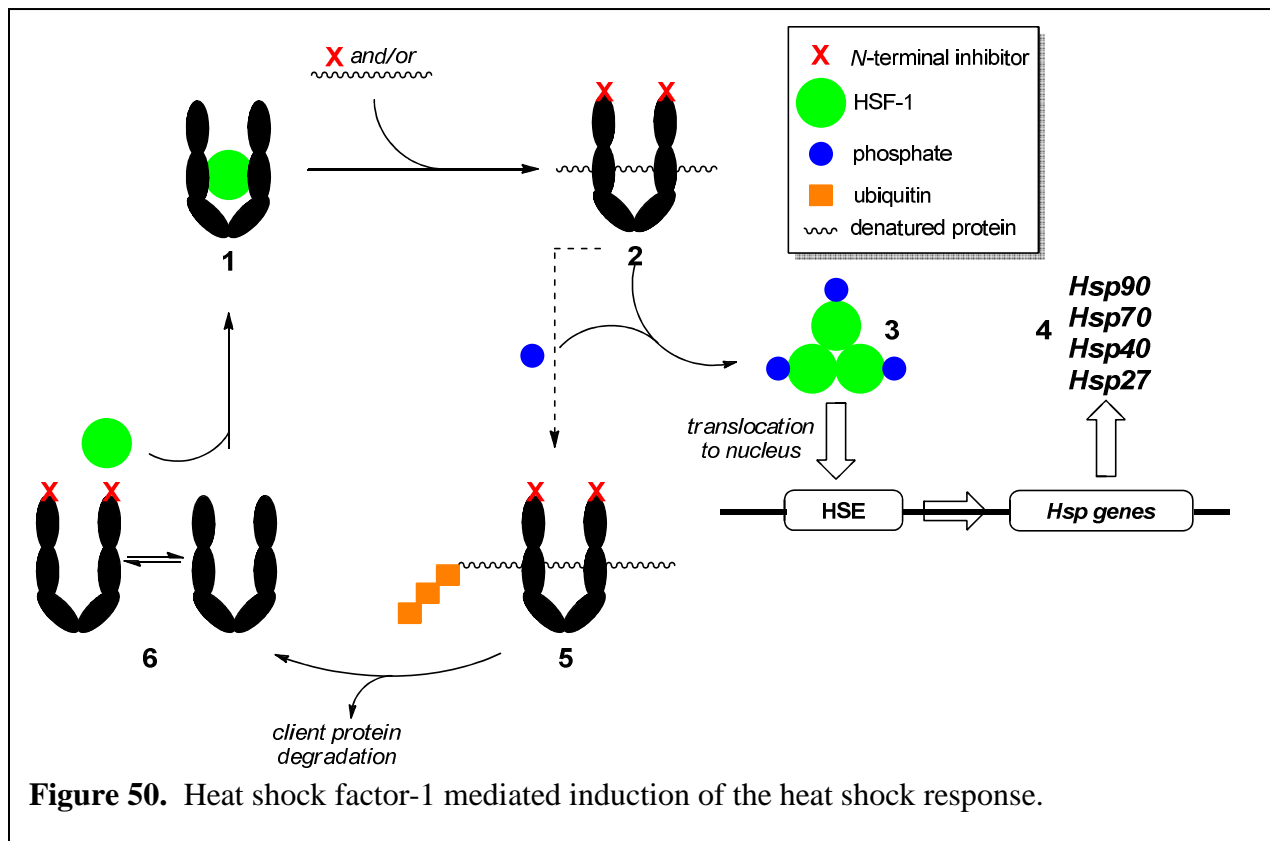 X and/or
X N-terminal inhibitor
HSF-1
phosphate
ubiquitin
denatured protein
X X
1
2
3
4
Hsp90
Hsp70
Hsp40
Hsp27
translocation
to nucleus
HSE
Hsp genes
X X
X X
5
6
client protein
degradation
Figure 50. Heat shock factor-1 mediated induction of the heat shock response.